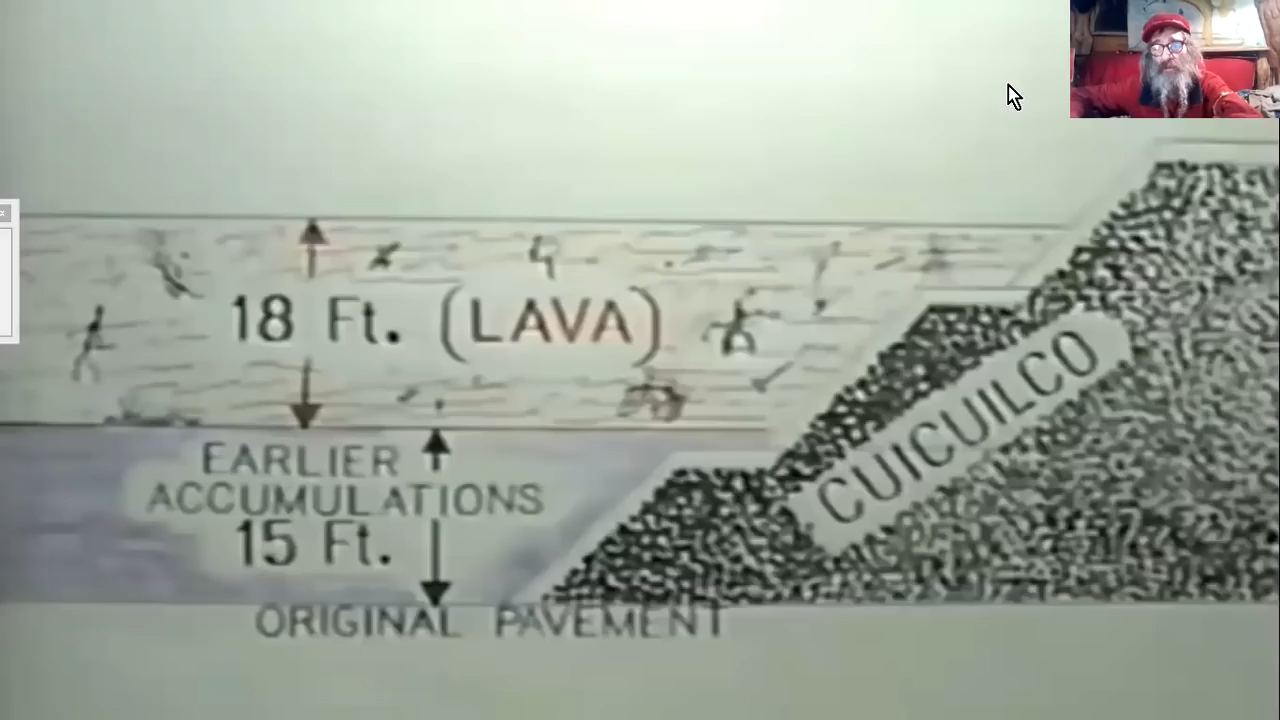 18 Ft. (LAVA)
CUICUILCO
EARLIER
ACCUMULATIONS
15 Ft.
ORIGINAL PAVEMENT